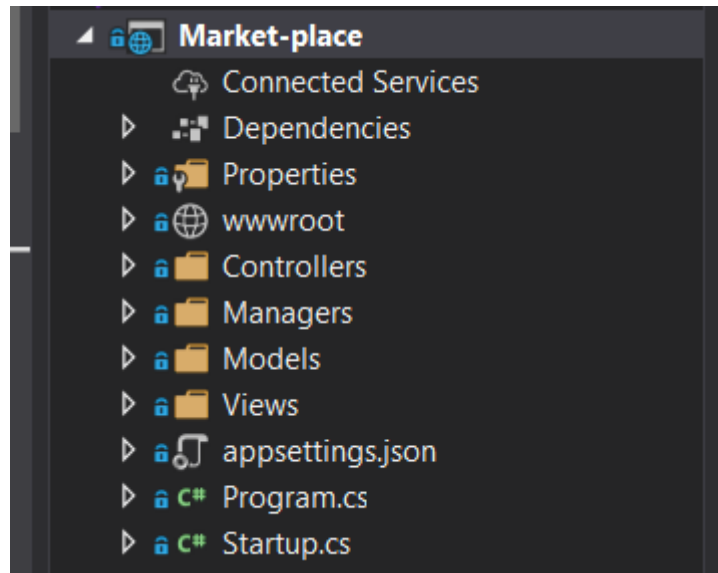 Market-place
Connected Services
Dependencies
Properties
wwwroot
Controllers
Managers
Models
Views
appsettings.json
C# Program.cs
C# Startup.cs